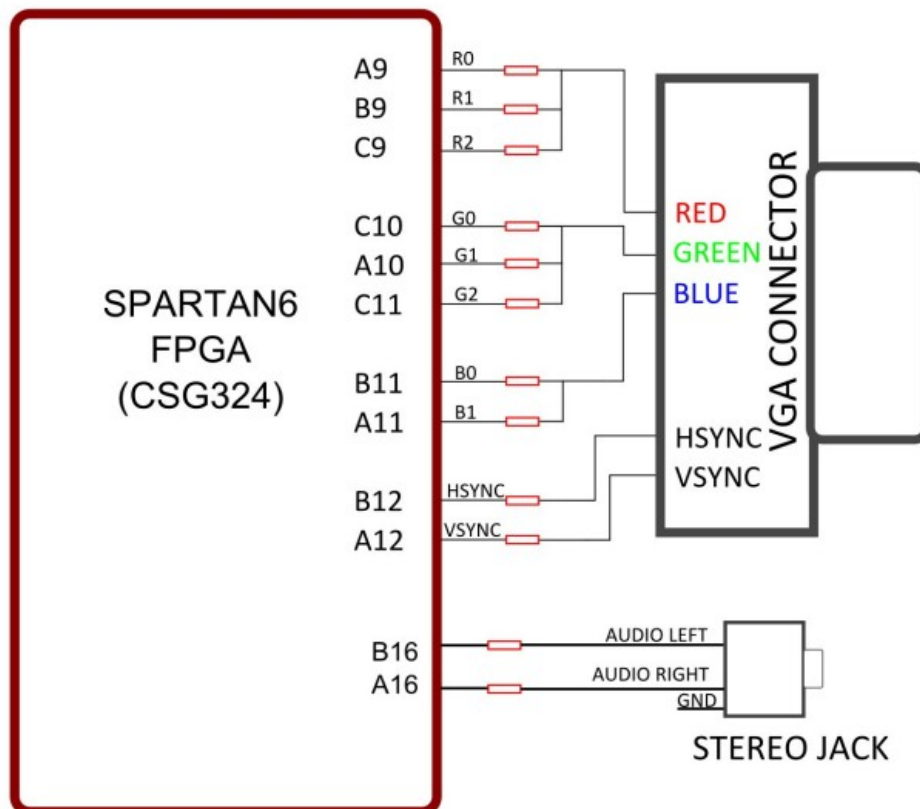 SPARTAN6
FPGA
(CSG324)
A9
R0
B9
R1
C9
R2
C10
G0
A10
G1
C11
G2
B11
B0
A11
B1
B12
HSYNC
A12
VSYNC
B16
A16
RED
GREEN
BLUE
HSYNC
VSYNC
VGA CONNECTOR
AUDIO LEFT
AUDIO RIGHT
GND
STEREO JACK